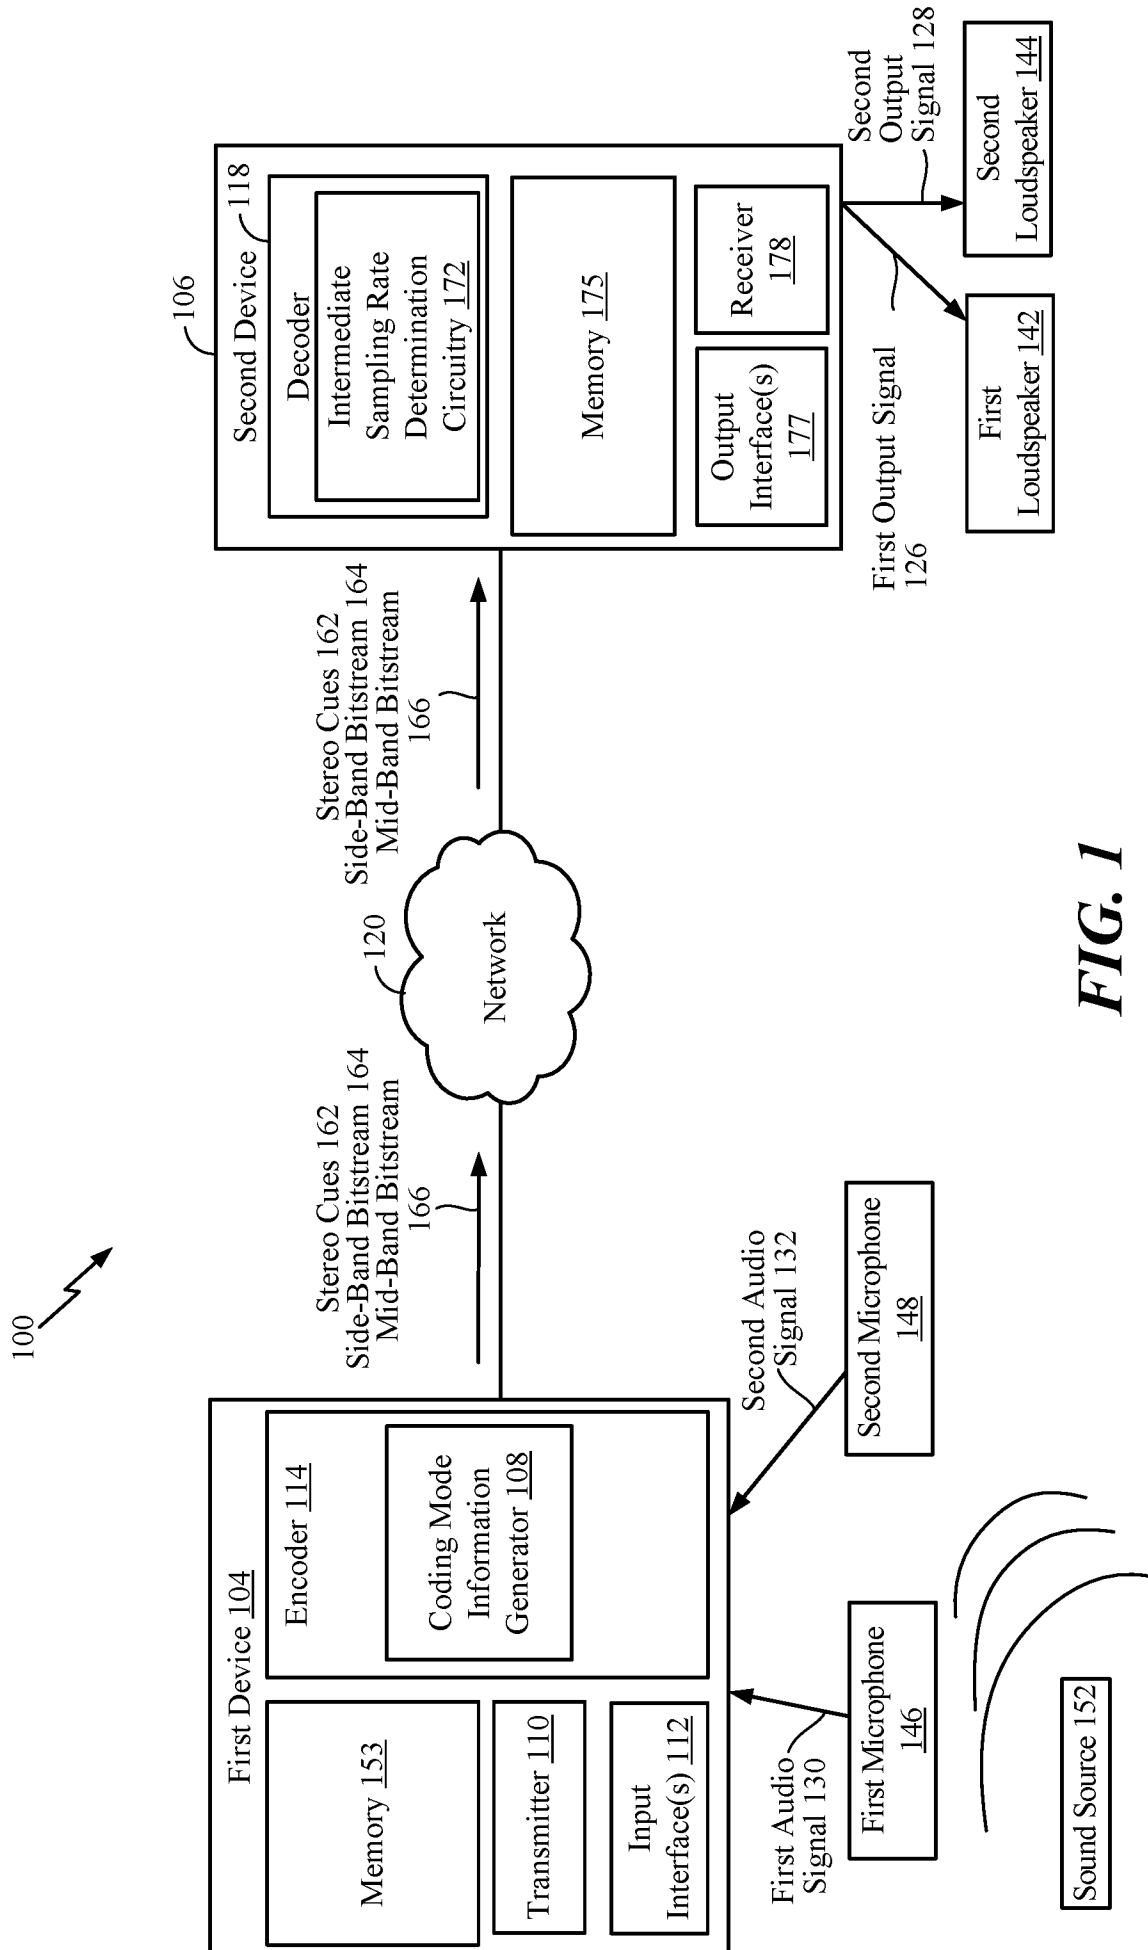 100
First Device 104
Memory 153
Transmitter 110
Input
Interface(s) 112
Encoder 114
Coding Mode
Information
Generator 108
Stereo Cues 162
Side-Band Bitstream 164
Mid-Band Bitstream
166
120
Network
Stereo Cues 162
Side-Band Bitstream 164
Mid-Band Bitstream
166
106
Second Device
118
Decoder
Intermediate
Sampling Rate
Determination
Circuitry 172
Memory 175
Output
Interface(s)
177
Receiver
178
First Audio
Signal 130
Second Audio
Signal 132
First Microphone
146
Second Microphone
148
Sound Source 152
First Output Signal
126
Second
Output
Signal 128
First
Loudspeaker 142
Second
Loudspeaker 144
FIG. 1